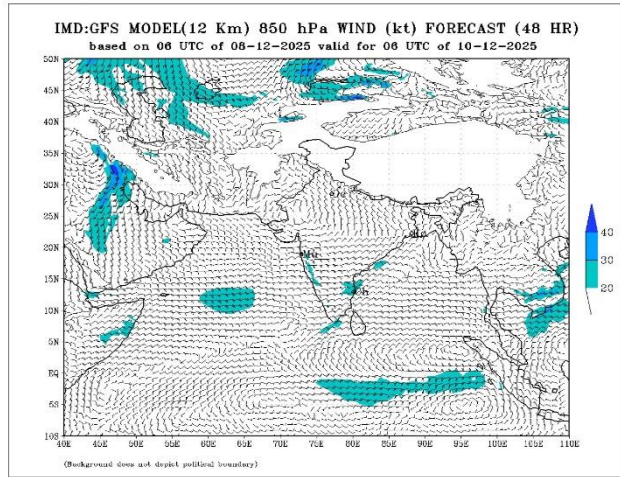 IMD:GFS MODEL(12 Km) 850 hPa WIND (kt) FORECAST (48 HR)
based on 06 UTC of 08-12-2025 valid for 06 UTC of 10-12-2025
50N
45N
40N
35N
30N
25N
20N
15N
10N
5N
EQ
5S
10S
40E 45E 50E 55E 60E 65E 70E 75E 80E 85E 90E 95E 100E 105E 110E
40
30
20
(Background does not depict political boundary)